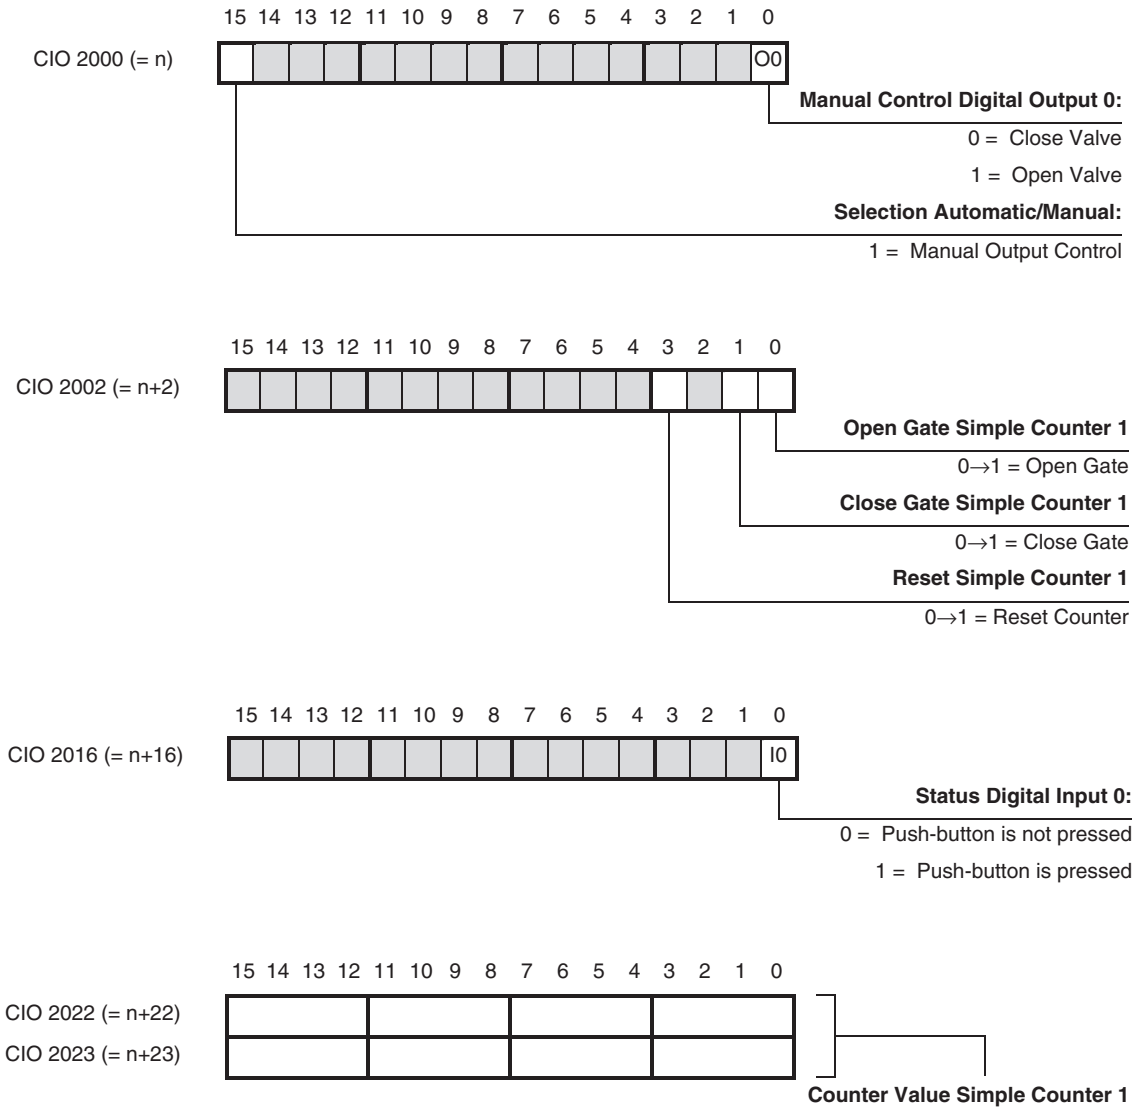 15 14 13 12 11 10 9 8 7 6 5 4 3 2 1 0
CIO 2000 (= n)
O0
Manual Control Digital Output 0:
0 = Close Valve
1 = Open Valve
Selection Automatic/Manual:
1 = Manual Output Control
15 14 13 12 11 10 9 8 7 6 5 4 3 2 1 0
CIO 2002 (= n+2)
Open Gate Simple Counter 1
0→1 = Open Gate
Close Gate Simple Counter 1
0→1 = Close Gate
Reset Simple Counter 1
0→1 = Reset Counter
15 14 13 12 11 10 9 8 7 6 5 4 3 2 1 0
CIO 2016 (= n+16)
I0
Status Digital Input 0:
0 = Push-button is not pressed
1 = Push-button is pressed
15 14 13 12 11 10 9 8 7 6 5 4 3 2 1 0
CIO 2022 (= n+22)
CIO 2023 (= n+23)
Counter Value Simple Counter 1